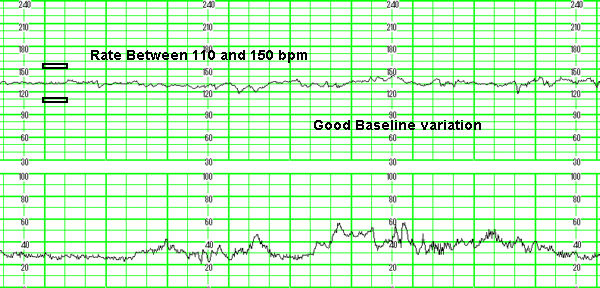 240 240 240 240
210 210 210 210
180 180 180 180
Rate Between 110 and 150 bpm
150 150 150 150
120 120 120 120
Good Baseline variation
90 90 90 90
60 60 60 60
30 30 30 30
100 100 100 100
80 80 80 80
60 60 60 60
40 40 40 40
20 20 20 20